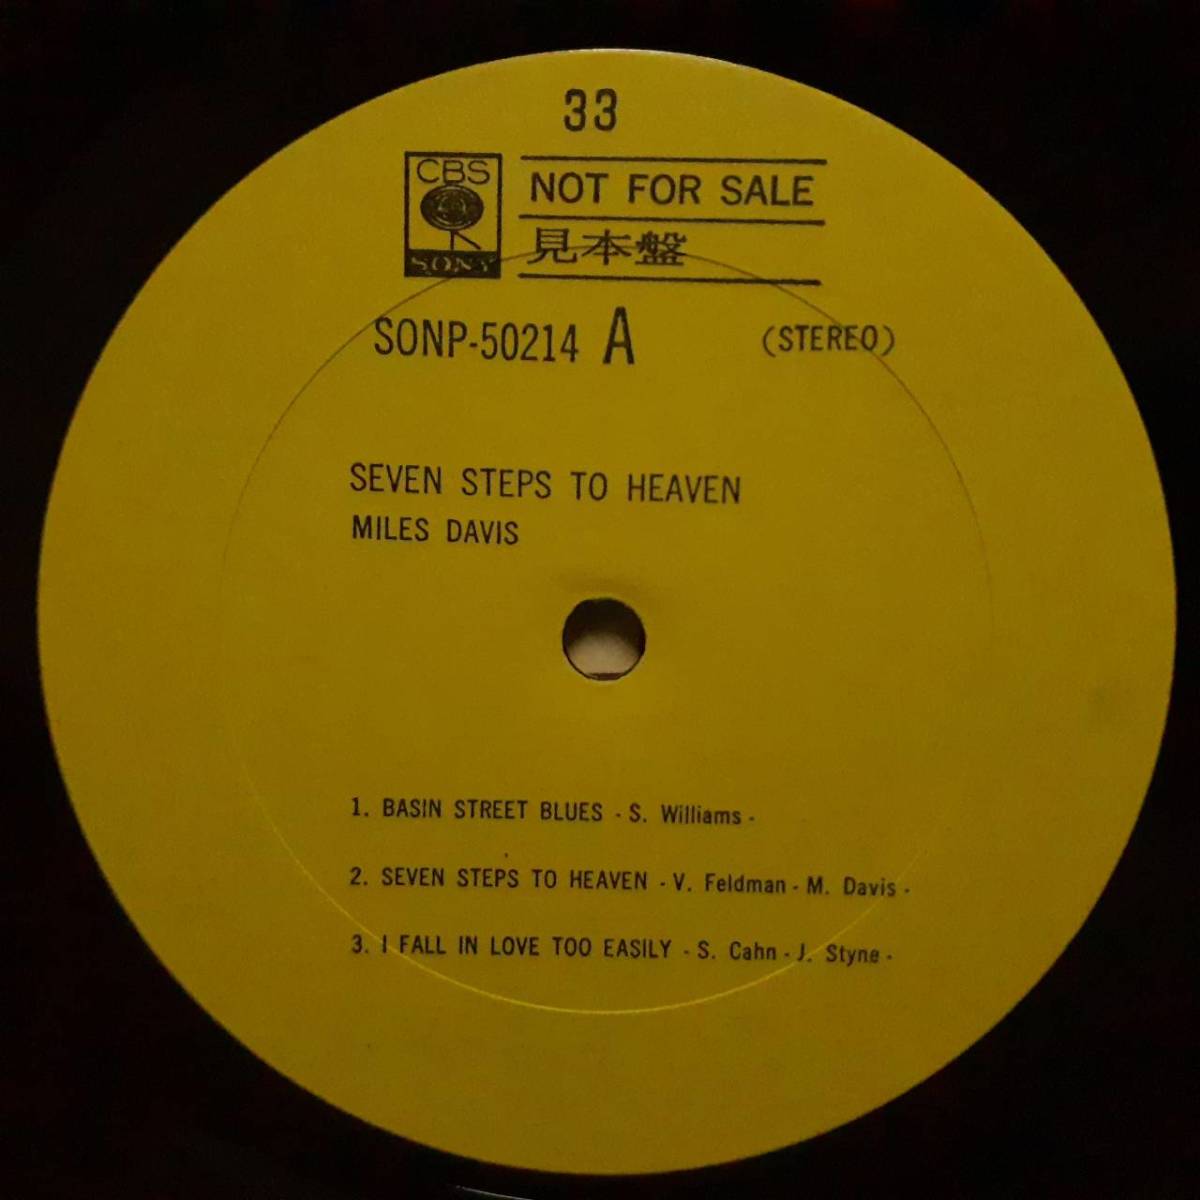 33
CBS
SONY
NOT FOR SALE
見本盤
SONP-50214 A (STEREO)
SEVEN STEPS TO HEAVEN
MILES DAVIS
1. BASIN STREET BLUES - S. Williams -
2. SEVEN STEPS TO HEAVEN - V. Feldman - M. Davis -
3. I FALL IN LOVE TOO EASILY - S. Cahn - J. Styne -